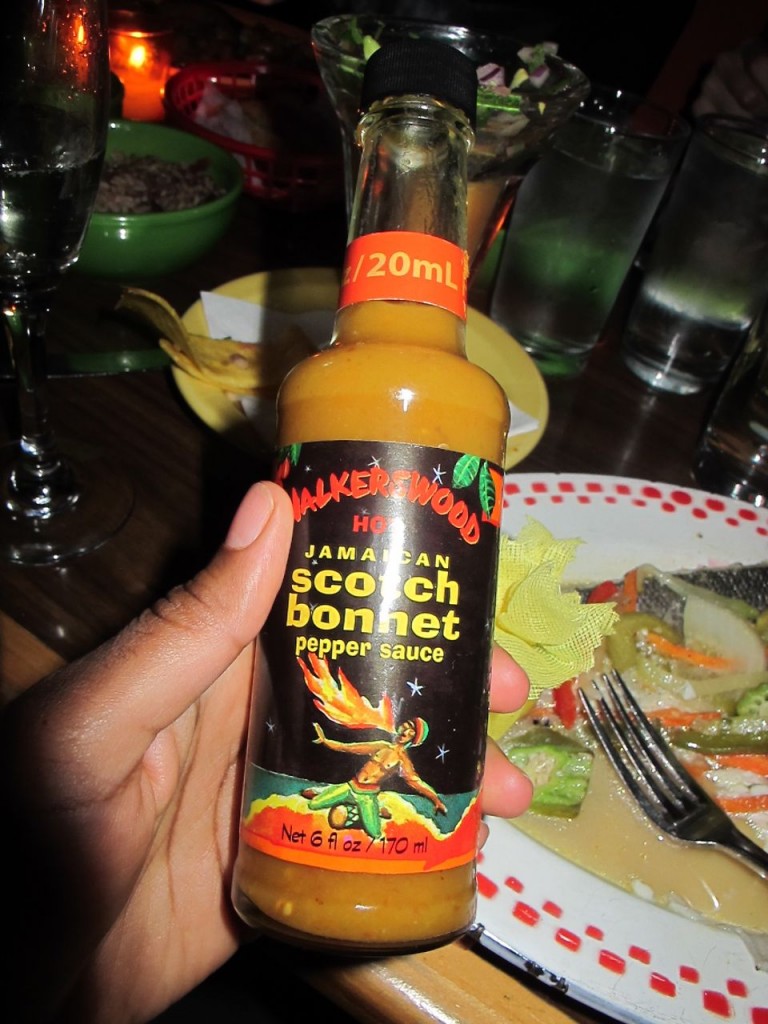 /20mL
WALKERSWOOD
HOT
JAMAICAN
scotch
bonnet
pepper sauce
Net 6 fl oz / 170 ml